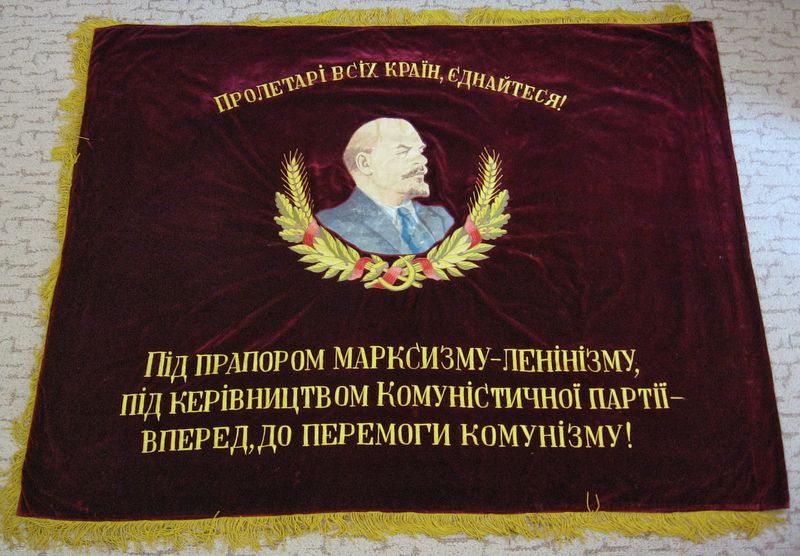 Пролетарі всіх країн, єднайтеся!
Під прапором марксизму-ленінізму,
під керівництвом Комуністичної партії-
вперед, до перемоги комунізму!